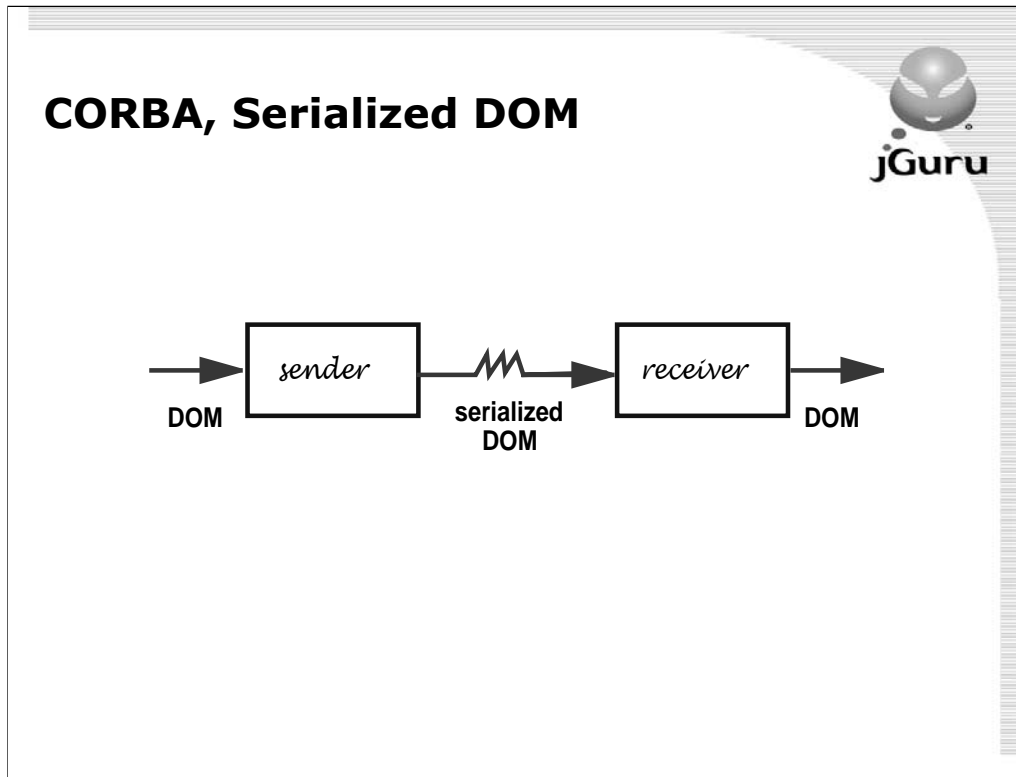 CORBA, Serialized DOM
jGuru
sender
receiver
DOM
serialized
DOM
DOM